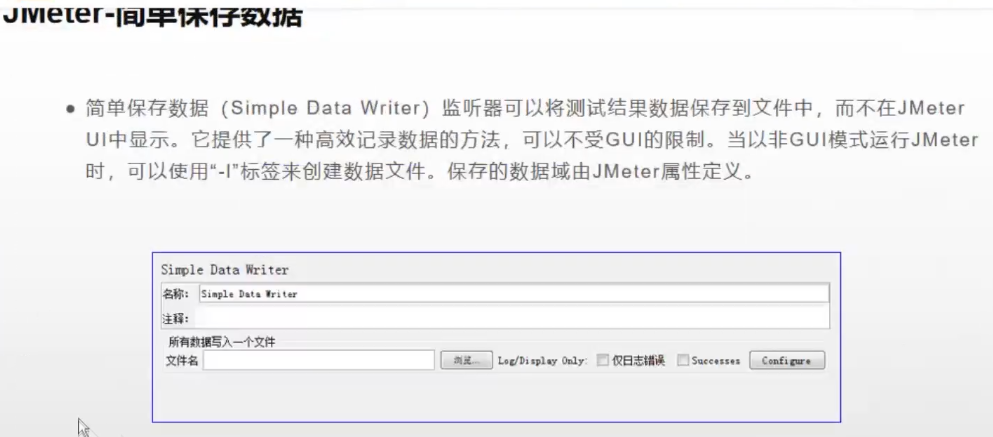 JMeter-简单保存数据
● 简单保存数据（Simple Data Writer）监听器可以将测试结果数据保存到文件中，而不在JMeter
UI中显示。它提供了一种高效记录数据的方法，可以不受GUI的限制。当以非GUI模式运行JMeter
时，可以使用“-l”标签来创建数据文件。保存的数据域由JMeter属性定义。
Simple Data Writer
名称: Simple Data Writer
注释:
所有数据写入一个文件
文件名 浏览... Log/Display Only: 仅日志错误 Successes Configure